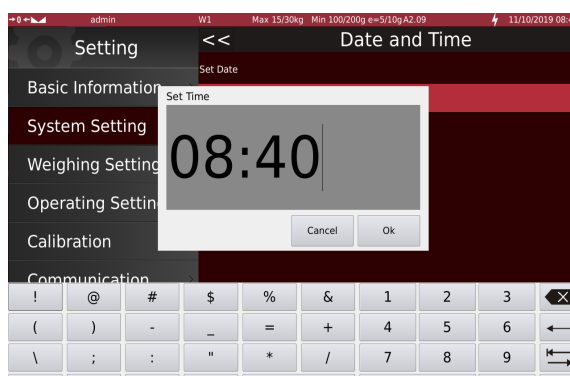 →0← admin W1 Max 15/30kg Min 100/200g e=5/10g A2.09 11/10/2019 08:4
Setting
<< Date and Time
Set Date
Basic Information
Set Time
System Setting
08:40
Weighing Setting
Operating Settin
Cancel Ok
Calibration
Communication >
! @ # $ % & 1 2 3
( ) - _ = + 4 5 6 ←
\ ; : " * / 7 8 9